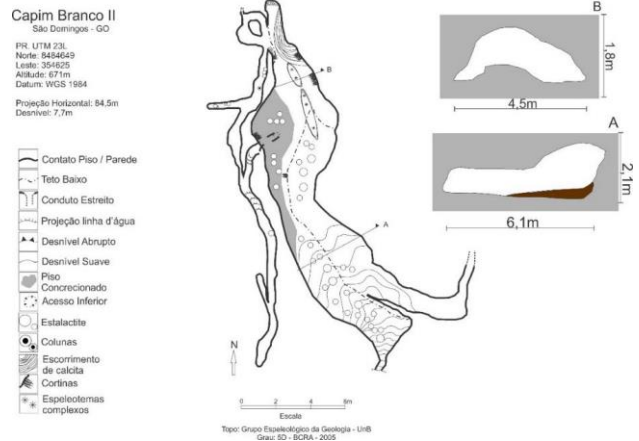 Capim Branco II
São Domingos - GO
PR. UTM 23L
Norte: 8484649
Leste: 354625
Altitude: 671m
Datum: WGS 1984
Projeção Horizontal: 84,5m
Desnível: 7,7m
Contato Piso / Parede
Teto Baixo
Conduto Estreito
Projeção linha d'água
Desnível Abrupto
Desnível Suave
Piso
Concrecionado
Acesso Inferior
Estalactite
Colunas
Escorrimento
de calcita
Cortinas
Espeleotemas
complexos
B
A
N
0 2 4 8m
Escala
Topo: Grupo Espeleológico da Geologia - UnB
Grau: 5D - BCRA - 2005
B
1,8m
4,5m
A
2,1m
6,1m